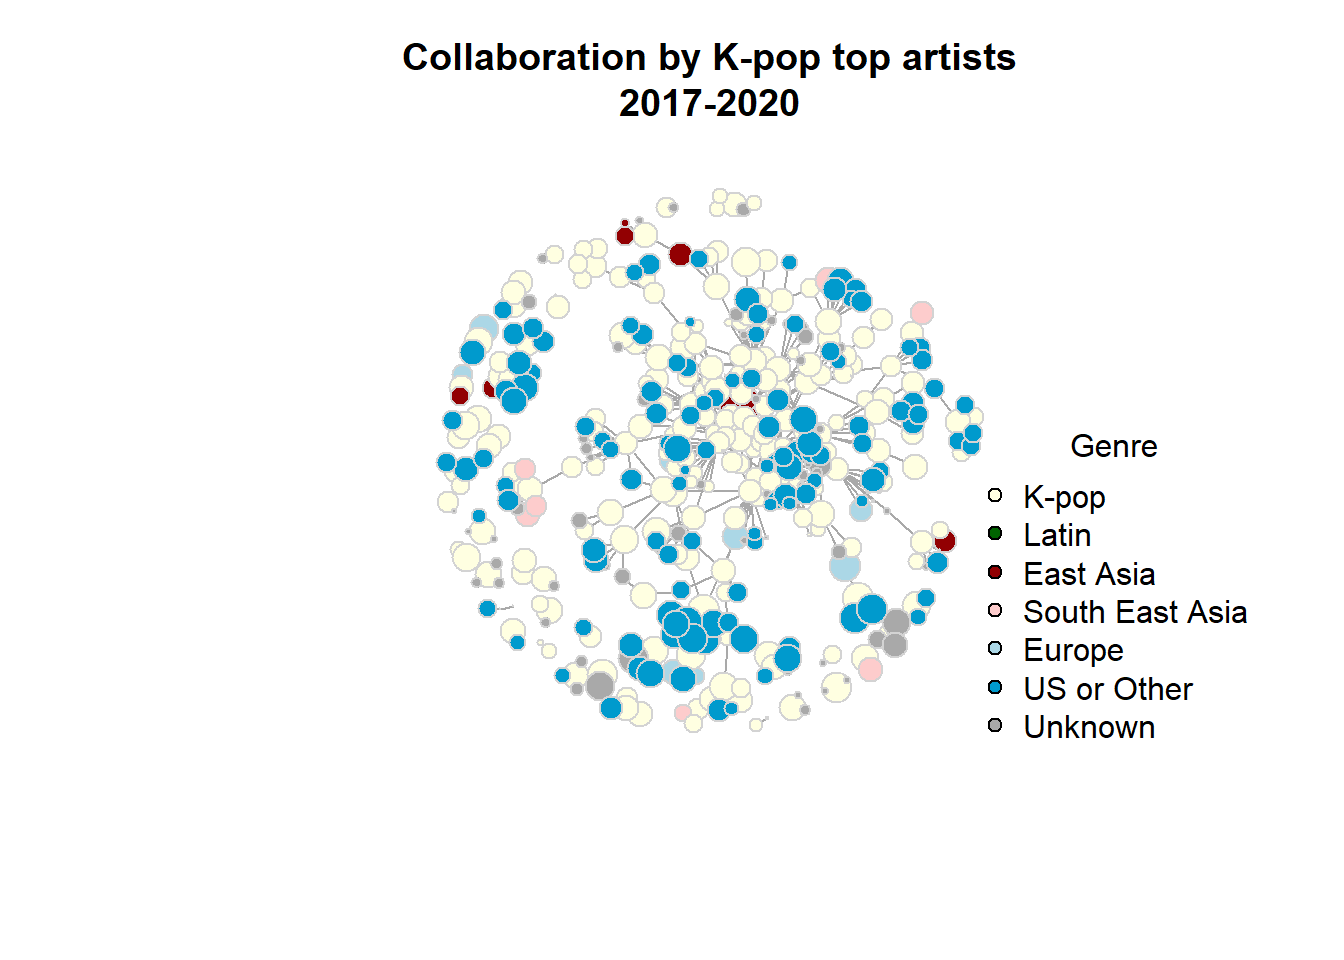 Collaboration by K-pop top artists
2017-2020
Genre
K-pop
Latin
East Asia
South East Asia
Europe
US or Other
Unknown